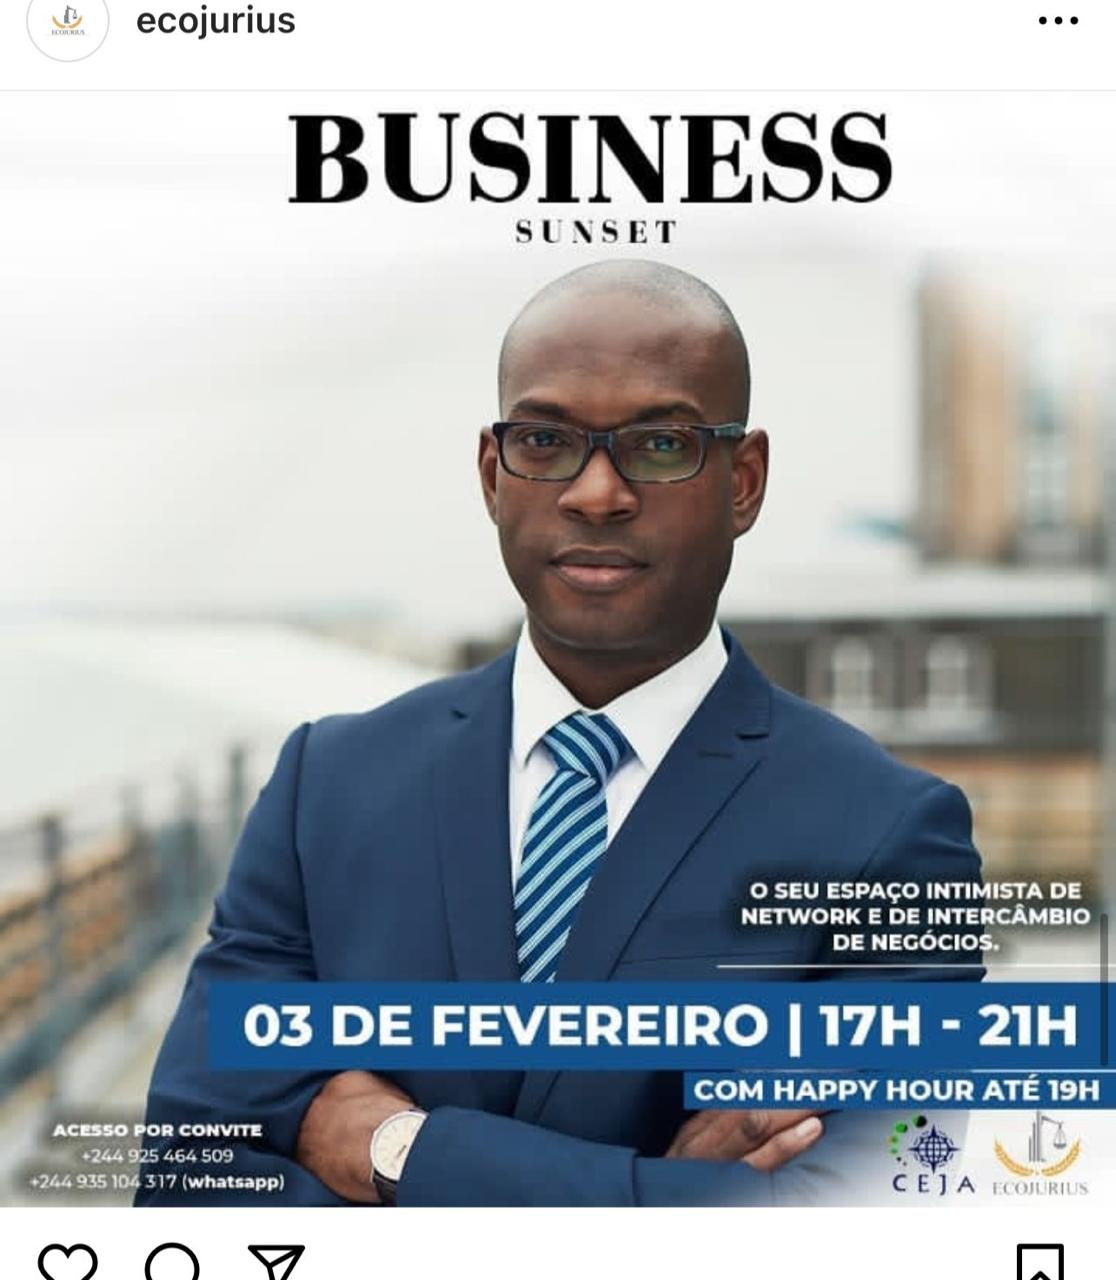 ECOJURIUS
ecojurius
BUSINESS
SUNSET
O SEU ESPAÇO INTIMISTA DE
NETWORK E DE INTERCÂMBIO
DE NEGÓCIOS.
03 DE FEVEREIRO | 17H - 21H
COM HAPPY HOUR ATÉ 19H
ACESSO POR CONVITE
+244 925 464 509
+244 935 104 317 (whatsapp)
CEJA
ECOJURIUS